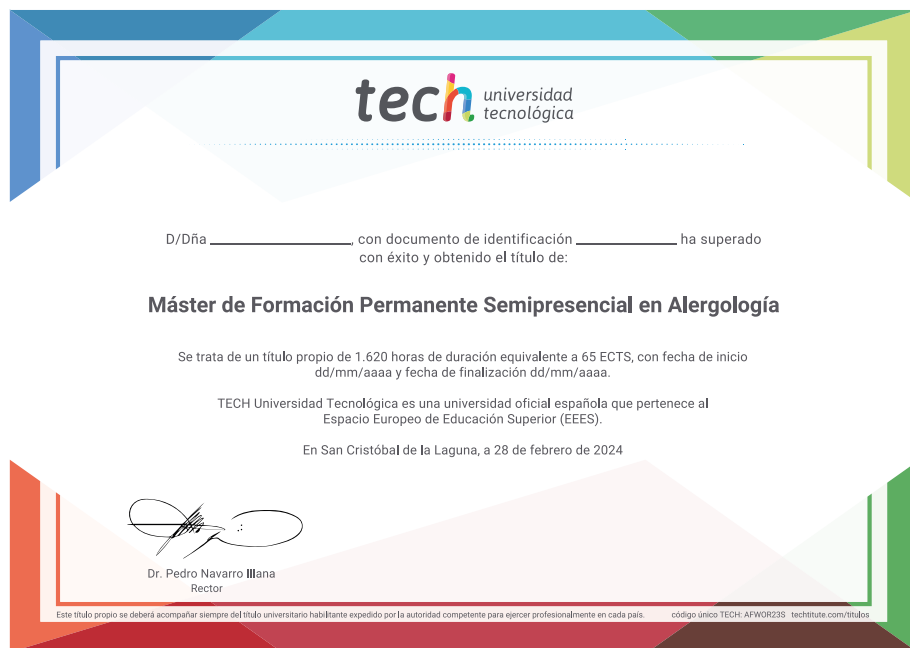 tech universidad
tecnológica
D/Dña , con documento de identificación ha superado
con éxito y obtenido el título de:
Máster de Formación Permanente Semipresencial en Alergología
Se trata de un título propio de 1.620 horas de duración equivalente a 65 ECTS, con fecha de inicio
dd/mm/aaaa y fecha de finalización dd/mm/aaaa.
TECH Universidad Tecnológica es una universidad oficial española que pertenece al
Espacio Europeo de Educación Superior (EEES).
En San Cristóbal de la Laguna, a 28 de febrero de 2024
Dr. Pedro Navarro Illana
Rector
Este título propio se deberá acompañar siempre del título universitario habilitante expedido por la autoridad competente para ejercer profesionalmente en cada país. código único TECH: AFWOR23S techtitute.com/titulos